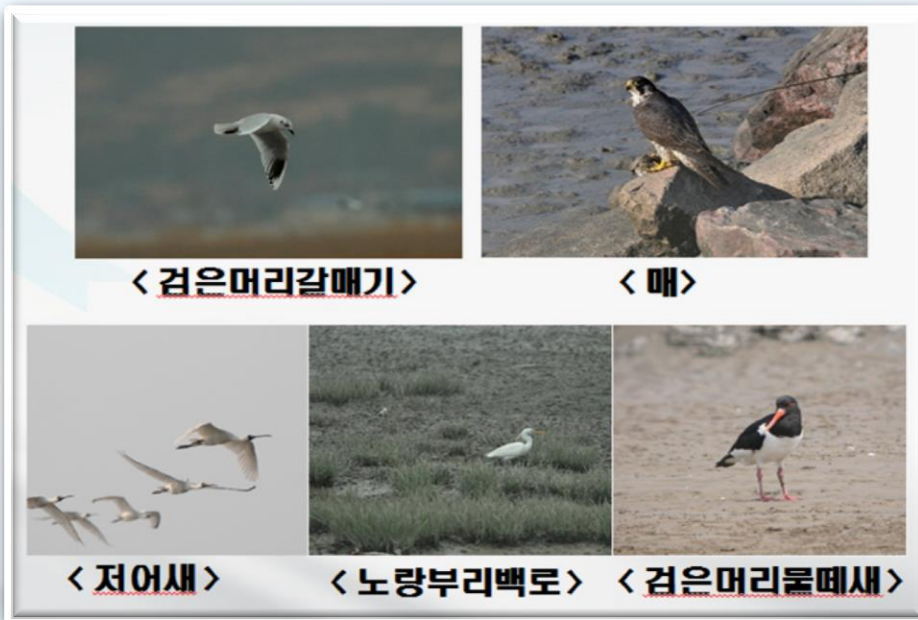 < 검은머리갈매기 >
< 매 >
< 저어새 >
< 노랑부리백로 >
< 검은머리물떼새 >